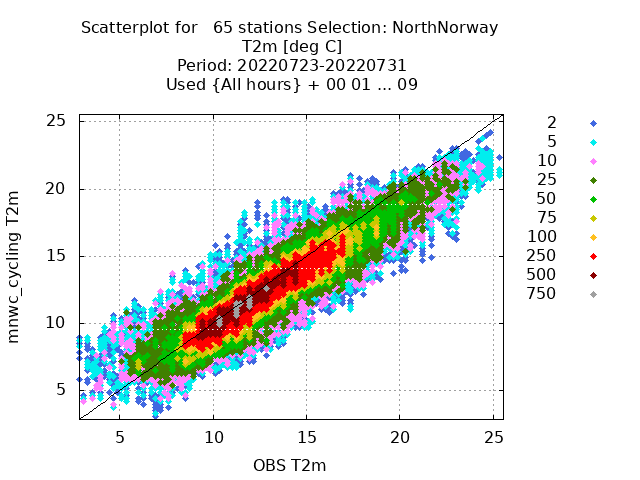 Scatterplot for   65 stations Selection: NorthNorway
T2m [deg C]
Period: 20220723-20220731
Used {All hours} + 00 01 ... 09
25
20
15
10
5
mnwc_cycling T2m
5 10 15 20 25
OBS T2m
2
5
10
25
50
75
100
250
500
750